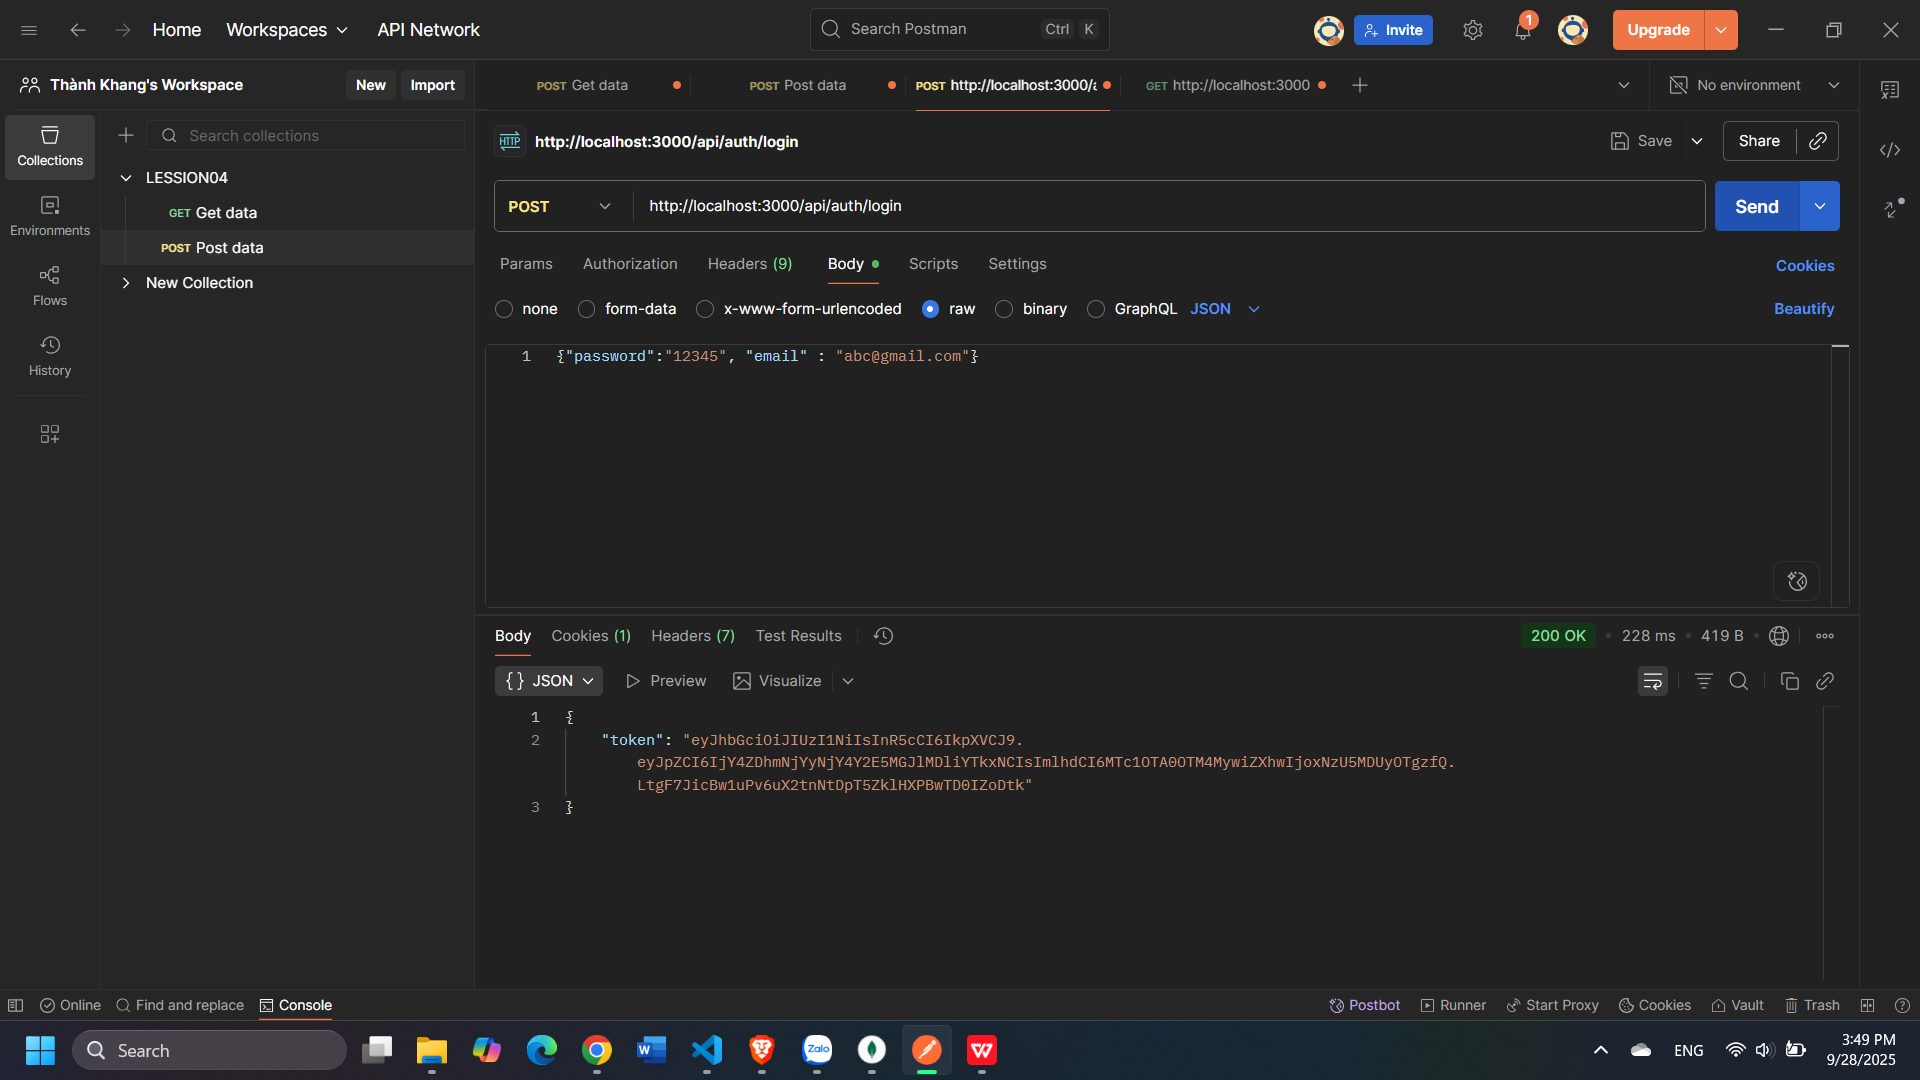 Home
Workspaces
API Network
Search Postman
Ctrl
K
Invite
1
Upgrade
Thành Khang's Workspace
New
Import
POST Get data
POST Post data
POST http://localhost:3000/a
GET http://localhost:3000
No environment
Collections
Environments
Flows
History
Search collections
LESSION04
GET Get data
POST Post data
New Collection
HTTP http://localhost:3000/api/auth/login
Save
Share
POST
http://localhost:3000/api/auth/login
Send
Params
Authorization
Headers (9)
Body
Scripts
Settings
Cookies
none
form-data
x-www-form-urlencoded
raw
binary
GraphQL
JSON
Beautify
1 {"password":"12345", "email" : "abc@gmail.com"}
Body
Cookies (1)
Headers (7)
Test Results
200 OK
228 ms
419 B
{} JSON
Preview
Visualize
1 {
2 "token": "eyJhbGciOiJIUzI1NiIsInR5cCI6IkpXVCJ9.
eyJpZCI6IjY4ZDhmNjYyNjY4Y2E5MGJlMDliYTkxNCIsImlhdCI6MTc1OTA0OTM4MywiZXhwIjoxNzU5MDUyOTgzfQ.
LtgF7JicBw1uPv6uX2tnNtDpT5ZklHXPBwTD0IZoDtk"
3 }
Online
Find and replace
Console
Postbot
Runner
Start Proxy
Cookies
Vault
Trash
Search
Zalo
ENG
3:49 PM
9/28/2025